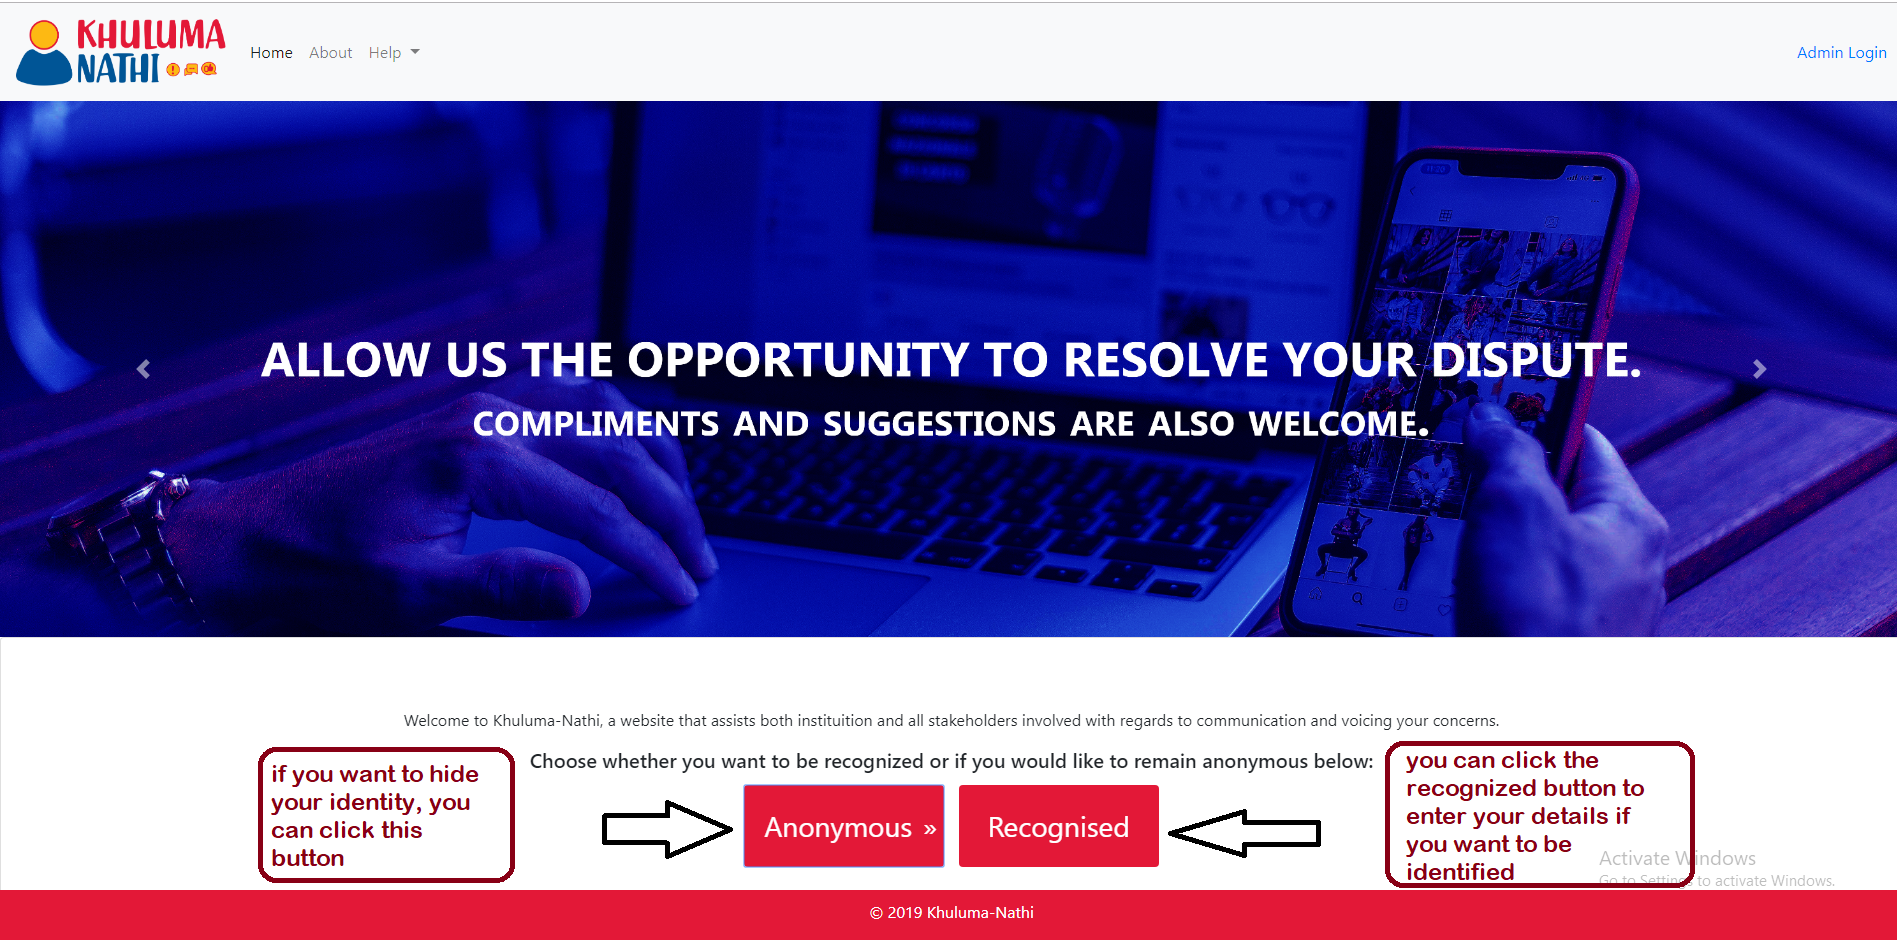 KHULUMA
NATHI
Home About Help
Admin Login
ALLOW US THE OPPORTUNITY TO RESOLVE YOUR DISPUTE.
COMPLIMENTS AND SUGGESTIONS ARE ALSO WELCOME.
Welcome to Khuluma-Nathi, a website that assists both instituition and all stakeholders involved with regards to communication and voicing your concerns.
Choose whether you want to be recognized or if you would like to remain anonymous below:
if you want to hide
your identity, you
can click this
button
Anonymous »
Recognised
you can click the
recognized button to
enter your details if
you want to be
identified
Activate Windows
Go to Settings to activate Windows.
© 2019 Khuluma-Nathi